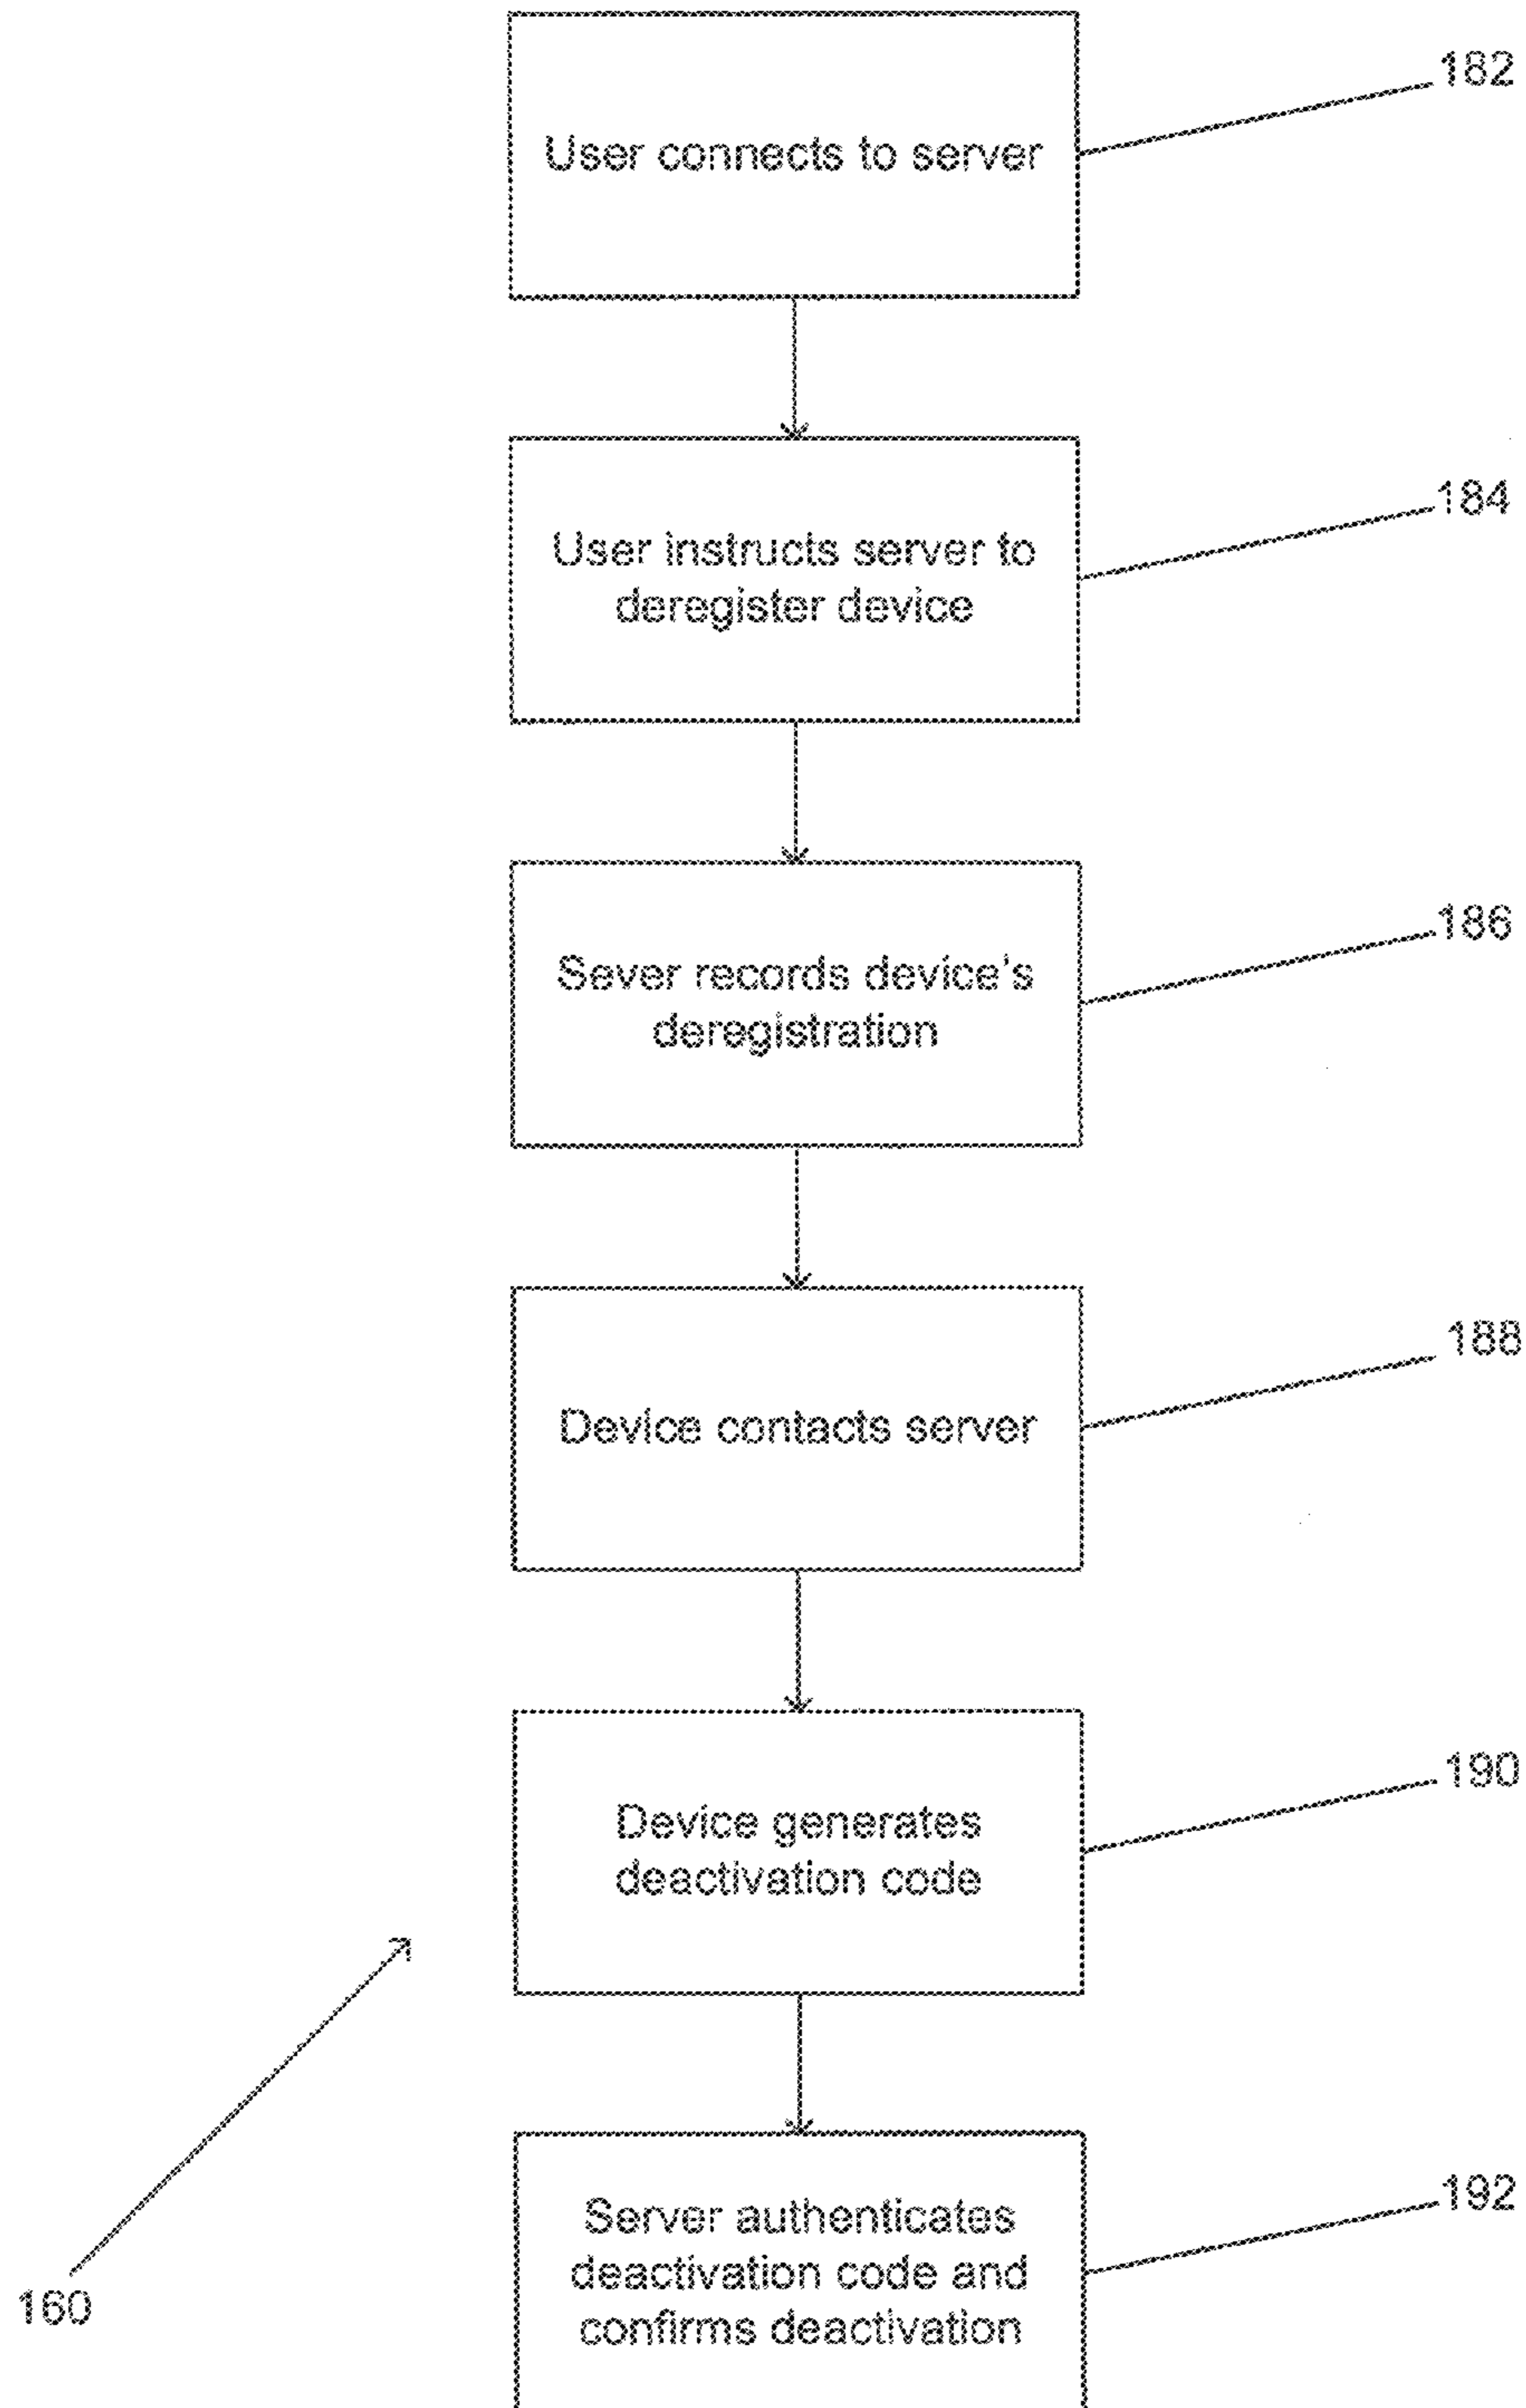 User connects to server
182
User instructs server to
deregister device
184
Sever records device's
deregistration
186
Device contacts server
188
Device generates
deactivation code
190
Server authenticates
deactivation code and
confirms deactivation
192
160